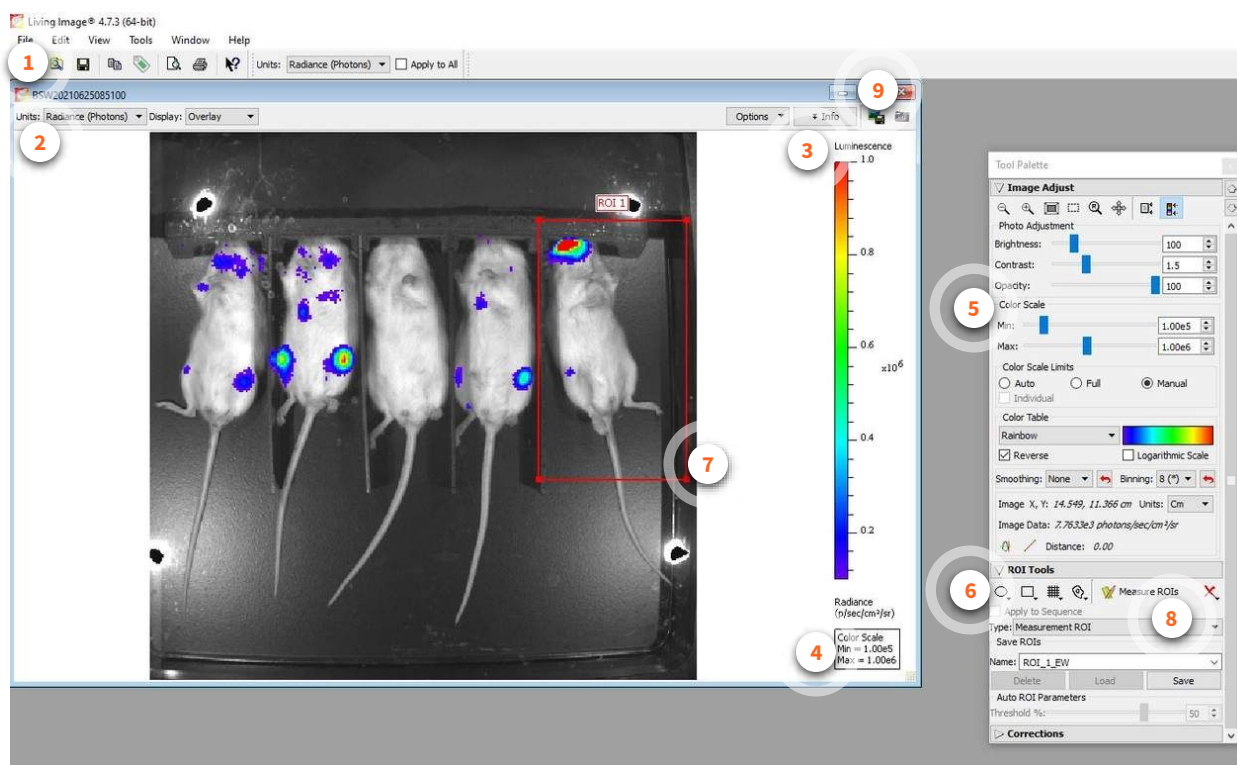 Living Image® 4.7.3 (64-bit)
File Edit View Tools Window Help
1
Units: Radiance (Photons) Apply to All
RSW20210625085100
9
Units: Radiance (Photons) Display: Overlay Options Info
2
3
Luminescence
1.0
0.8
0.6
x10⁶
0.4
0.2
ROI 1
7
Radiance
(p/sec/cm²/sr)
Color Scale
Min = 1.00e5
Max = 1.00e6
4
Tool Palette
Image Adjust
Photo Adjustment
Brightness: 100
Contrast: 1.5
Opacity: 100
5
Color Scale
Min: 1.00e5
Max: 1.00e6
Color Scale Limits
Auto Full Manual
Individual
Color Table
Rainbow
Reverse Logarithmic Scale
Smoothing: None Binning: 8 (*)
Image X, Y: 14.549, 11.366 cm Units: Cm
Image Data: 7.7633e3 photons/sec/cm²/sr
Distance: 0.00
ROI Tools
6
Measure ROIs
8
Apply to Sequence
Type: Measurement ROI
Save ROIs
Name: ROI_1_EW
Delete Load Save
Auto ROI Parameters
Threshold %: 50
Corrections